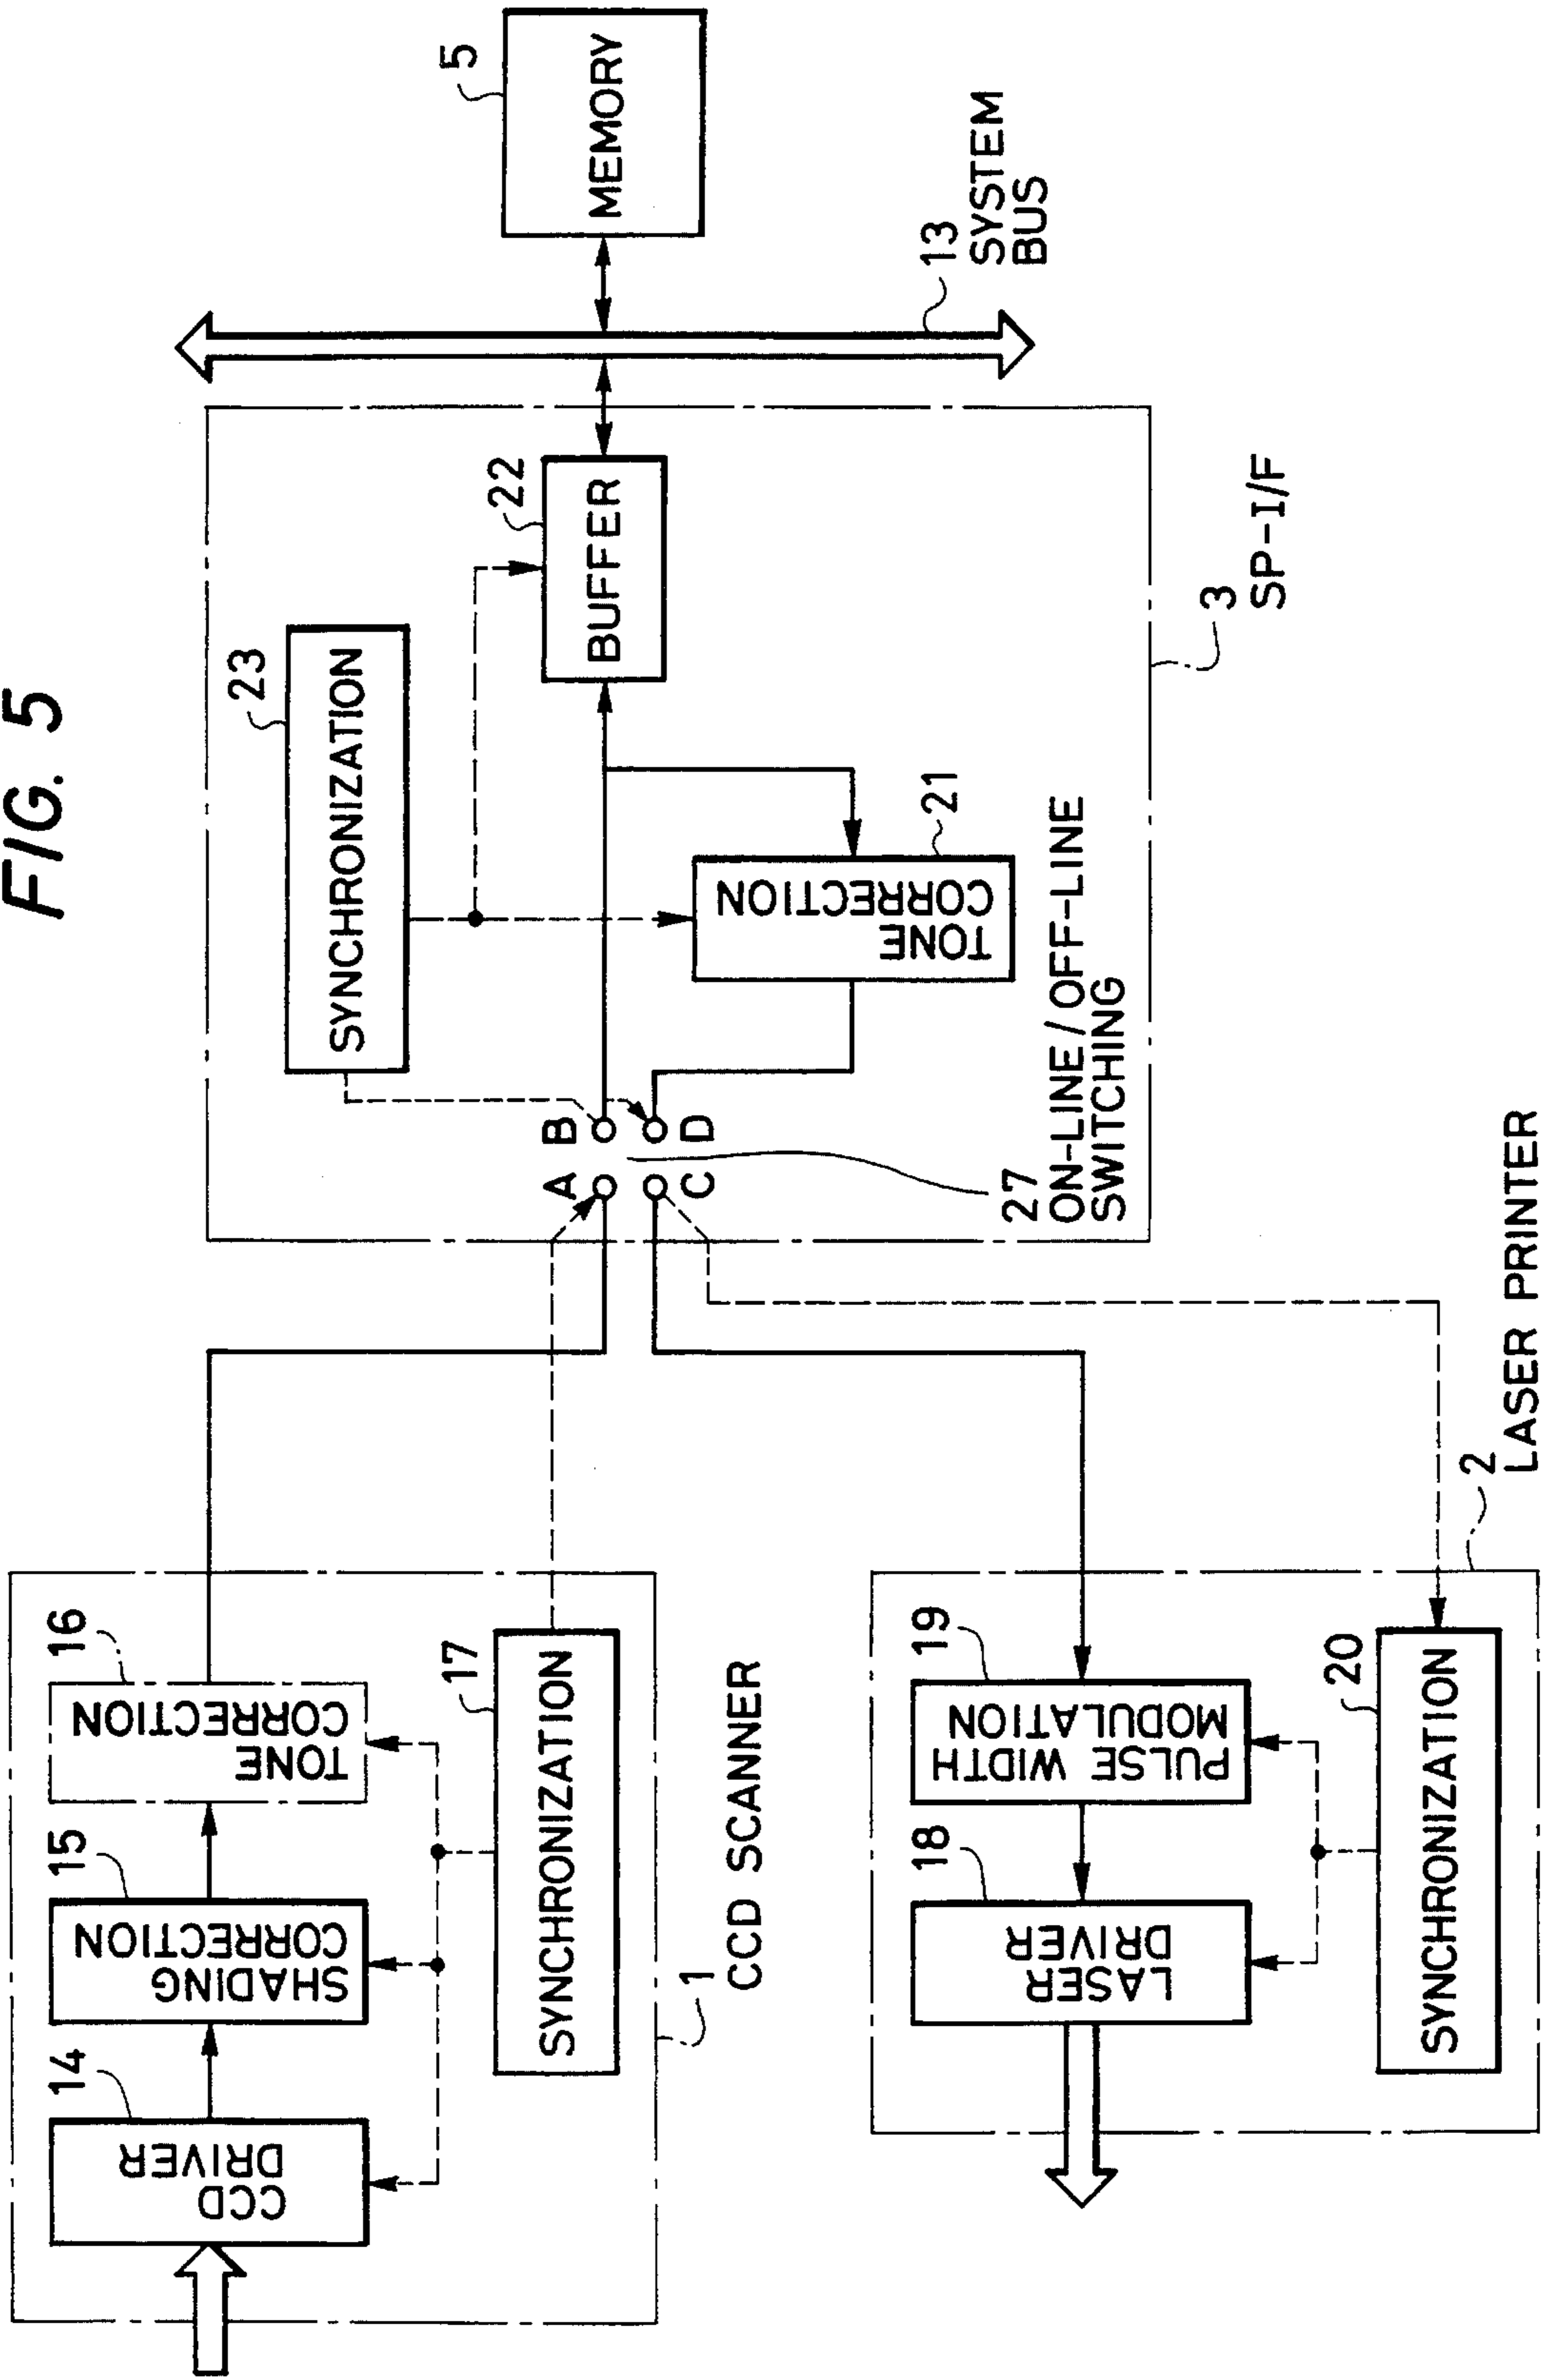 FIG. 5
14
CCD
DRIVER
15
SHADING
CORRECTION
16
TONE
CORRECTION
17
SYNCHRONIZATION
1
CCD SCANNER
18
LASER
DRIVER
19
PULSE WIDTH
MODULATION
20
SYNCHRONIZATION
2
LASER PRINTER
23
SYNCHRONIZATION
22
BUFFER
A
B
C
D
21
TONE
CORRECTION
27
ON-LINE/OFF-LINE
SWITCHING
3
SP-I/F
13
SYSTEM
BUS
5
MEMORY